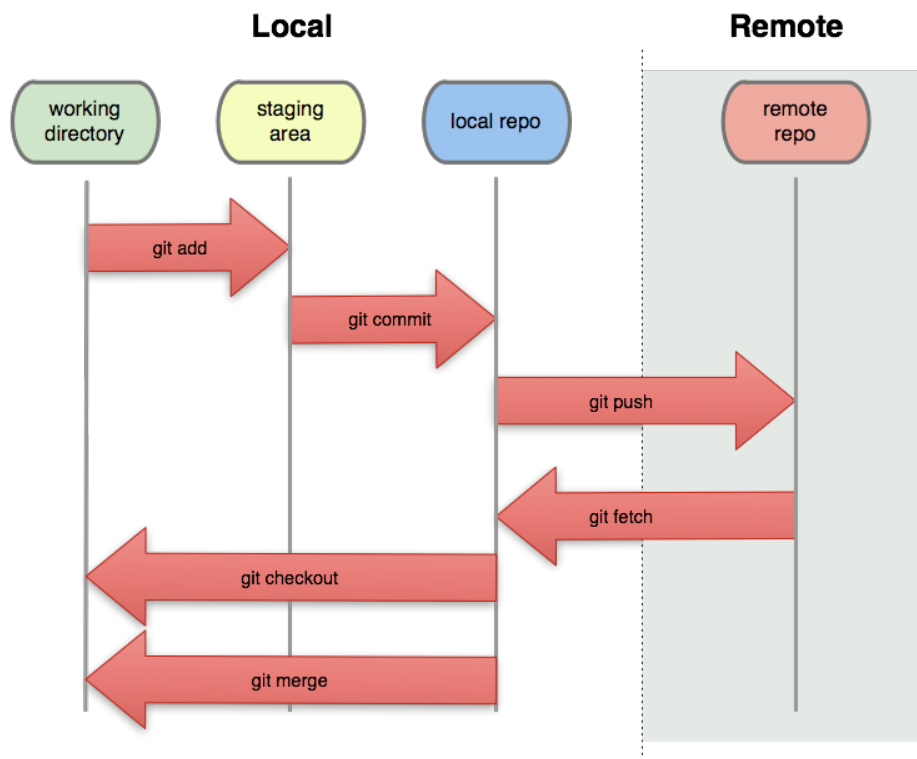 Local
Remote
working
directory
staging
area
local repo
remote
repo
git add
git commit
git push
git fetch
git checkout
git merge